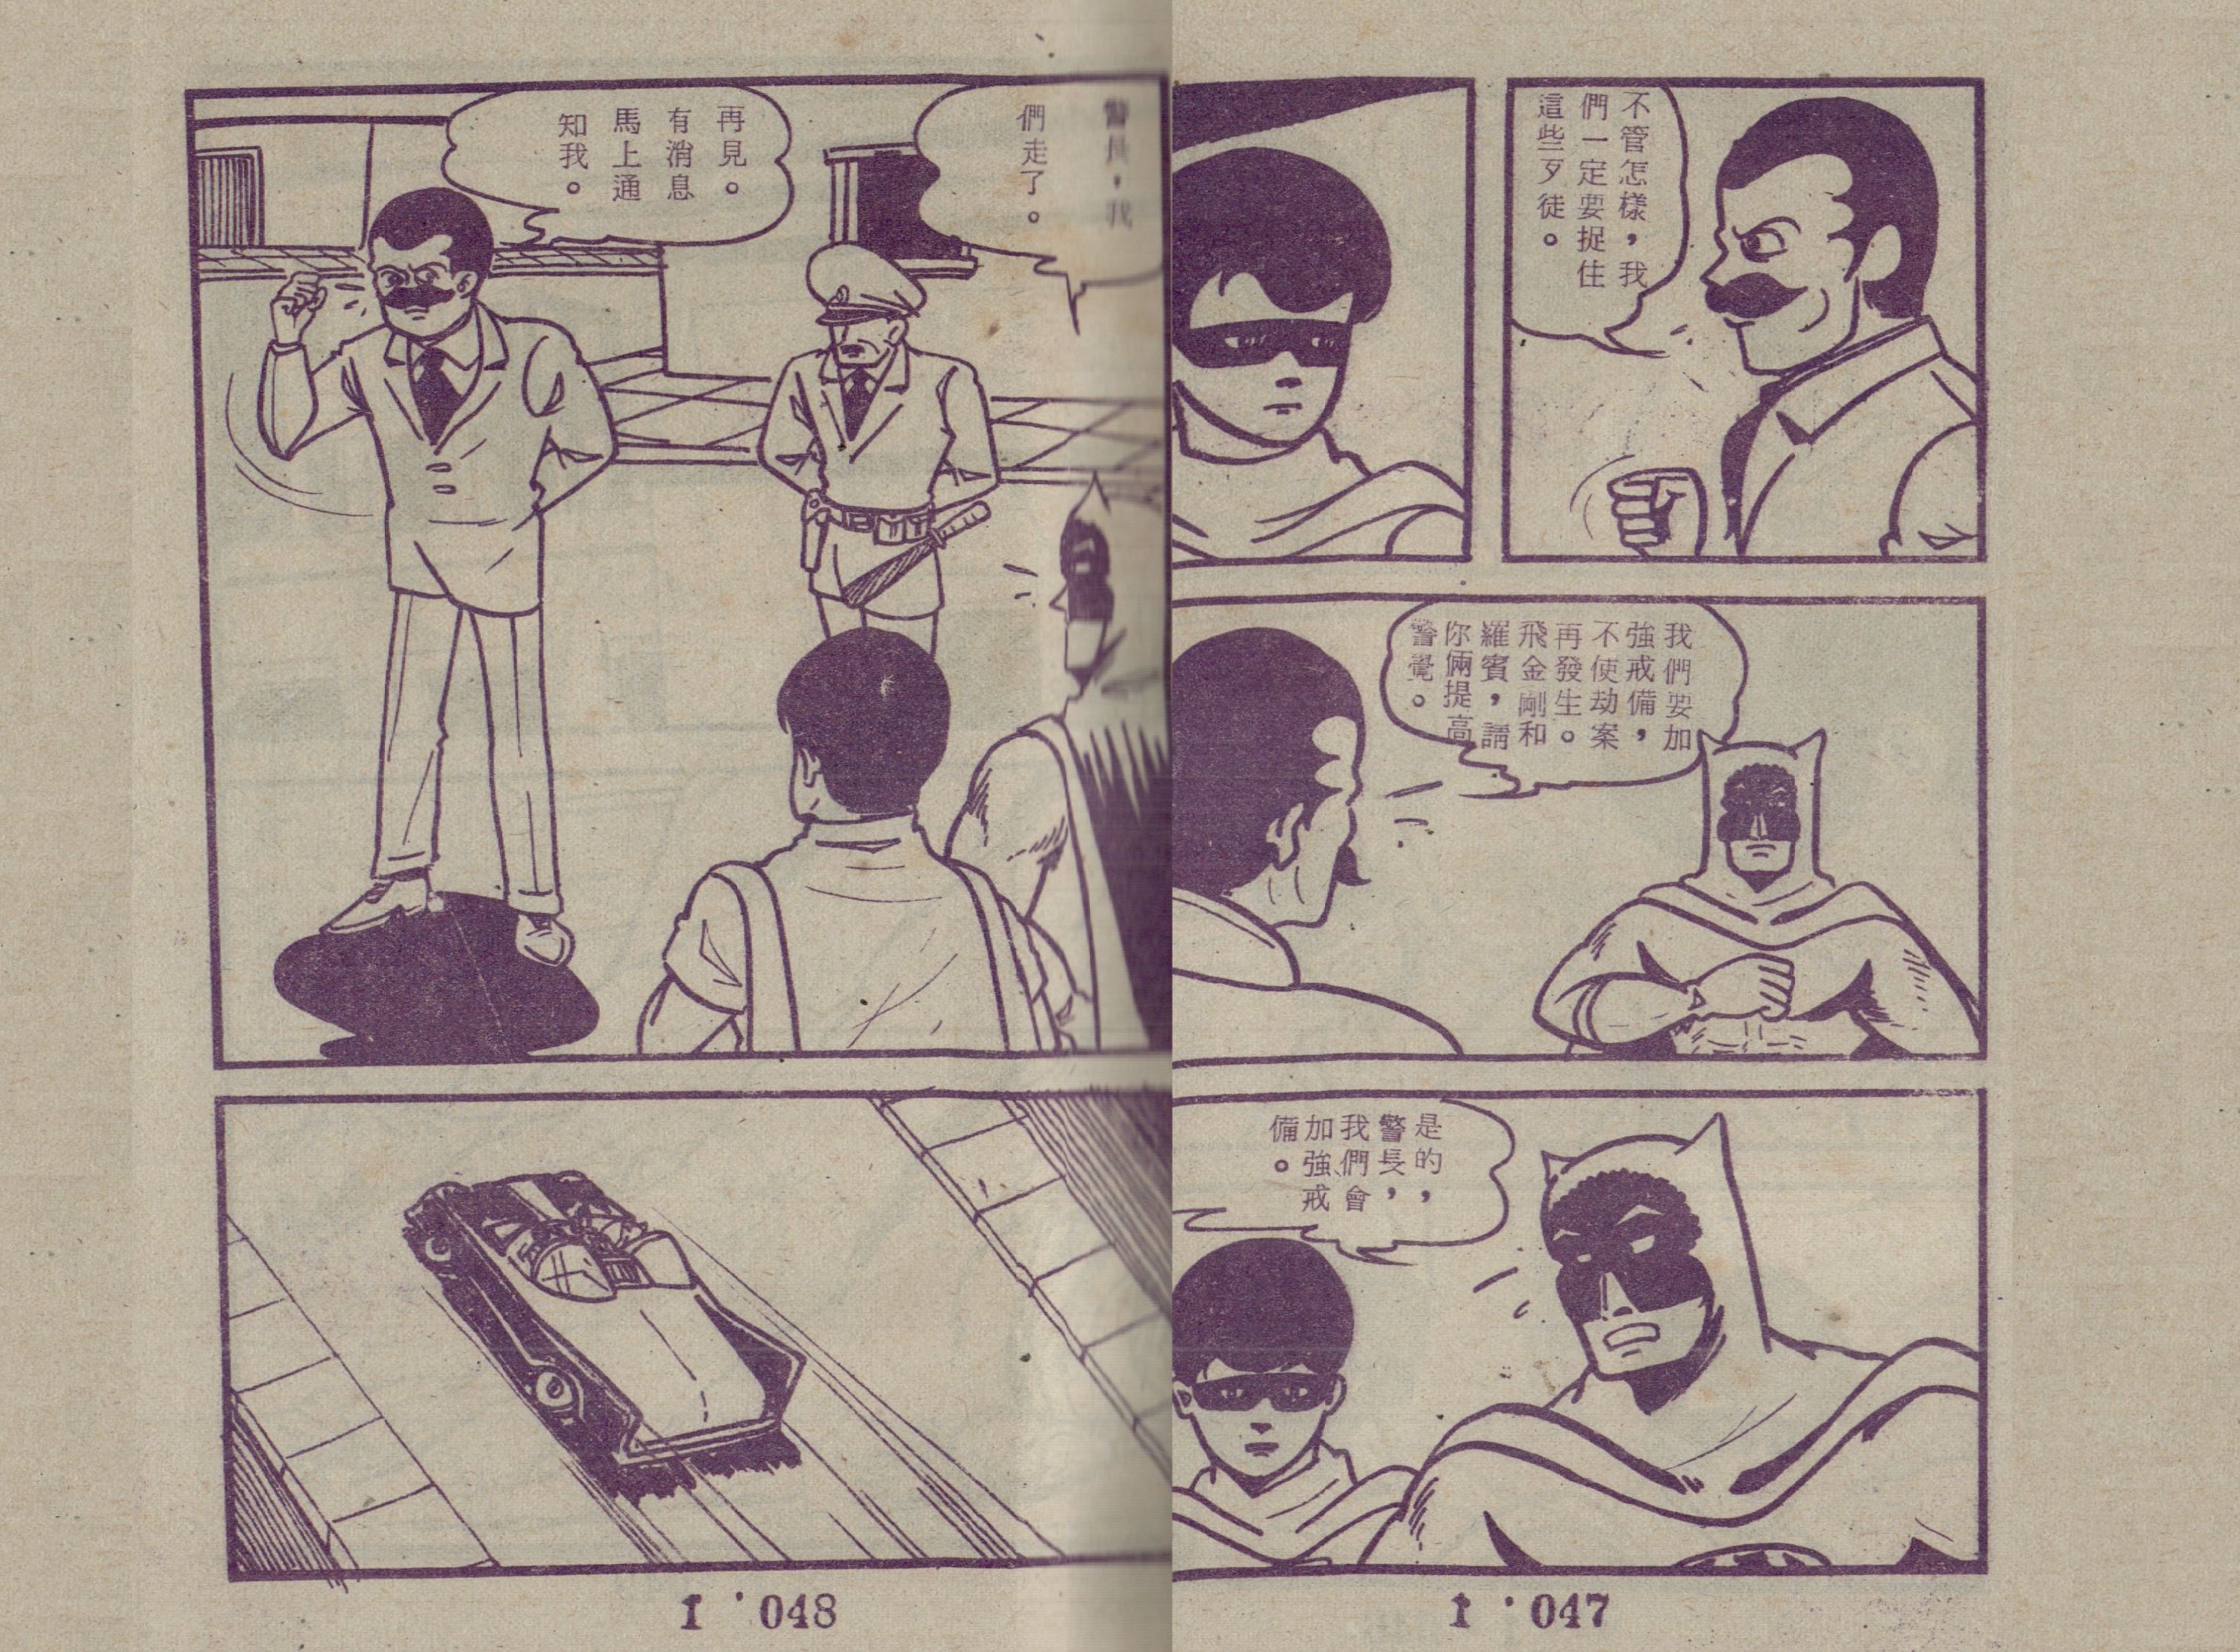 不管怎樣，我
們一定要捉住
這些歹徒。
我們要加
強戒備，
不使劫案
再發生。
飛金剛和
羅賓，請
你倆提高
警覺。
是的，
警長，
我們會
加強戒
備。
1·047
警長，我
們走了。
再見。
有消息
馬上通
知我。
1·048